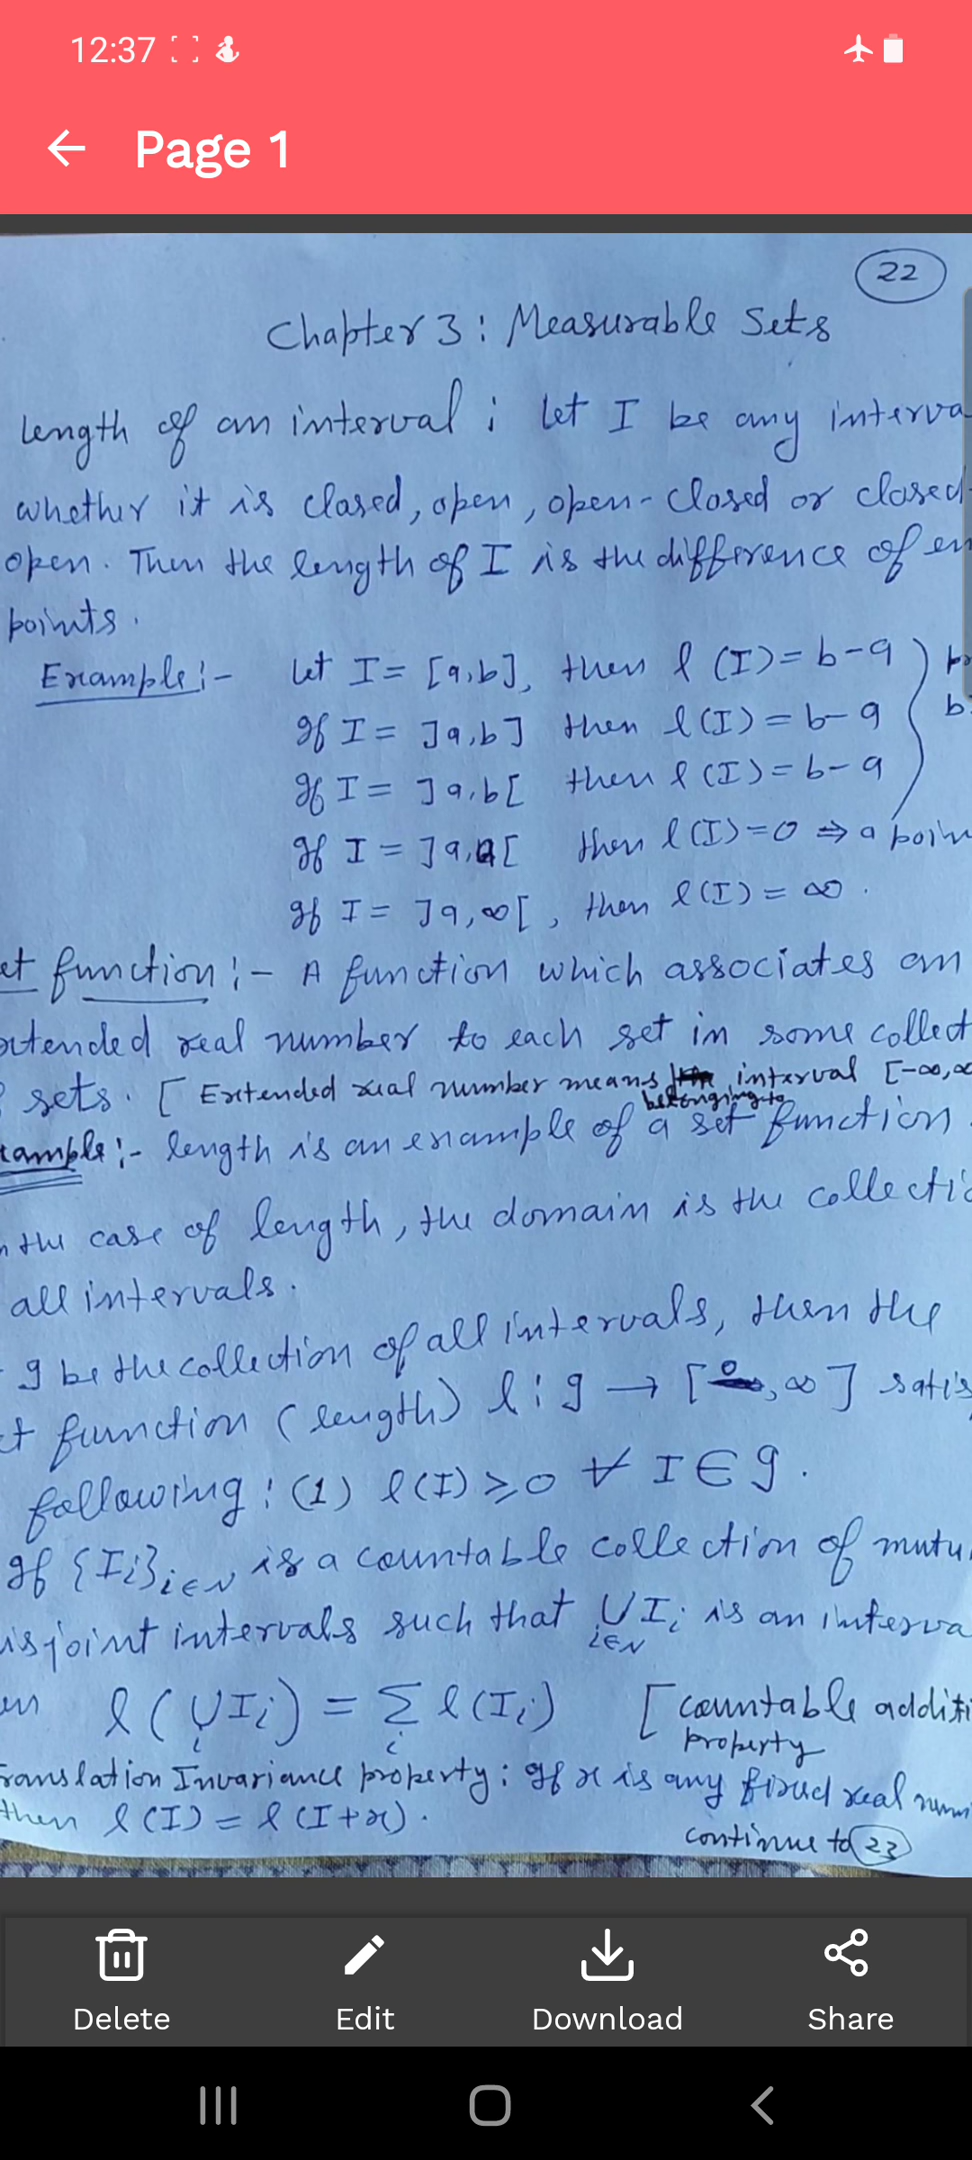 12:37
Page 1
22
Chapter 3: Measurable Sets
Length of an interval : Let I be any interva
whether it is closed, open, open-closed or closed-
open. Then the length of I is the difference of en
points.
Example:- Let I = [a,b], then l (I) = b-a
If I = ]a,b] then l (I) = b-a
b
If I = ]a,b[ then l (I) = b-a
If I = ]a,a[ then l (I) = 0 ⇒ a poin
If I = ]a,∞[ , then l (I) = ∞.
et function :- A function which associates an
xtended real number to each set in some collect
sets. [ Extended real number means belonging to interval [-∞,∞
xample:- length is an example of a set function.
n the case of length, the domain is the collectio
all intervals.
g be the collection of all intervals, then the
et function (length) l : g → [0,∞] satis
following : (1) l(I) ≥ 0 ∀ I ∈ g.
If {Ii}i∈N is a countable collection of mutu
isjoint intervals such that ∪Ii is an interva
i∈N
en l(∪Ii) = Σ l(Ii) [countable additi
i i
property
ranslation Invariance property : If x is any fixed real num
then l(I) = l(I+x).
continue to 23
Delete Edit Download Share